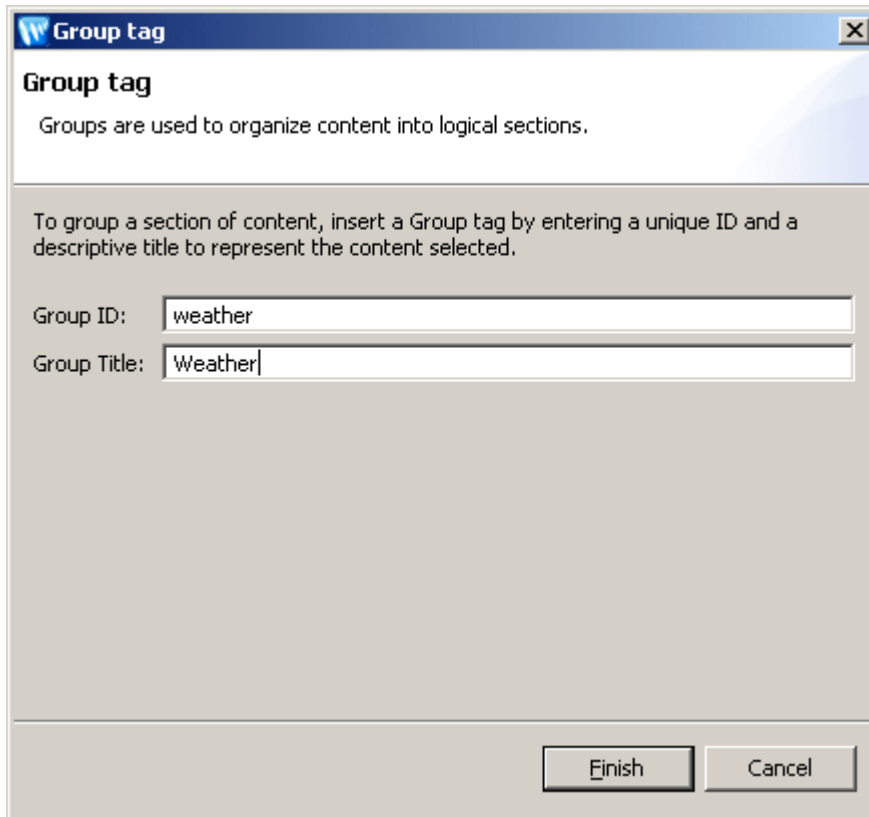 Group tag
Group tag
Groups are used to organize content into logical sections.
To group a section of content, insert a Group tag by entering a unique ID and a
descriptive title to represent the content selected.
Group ID: weather
Group Title: Weather
Finish Cancel